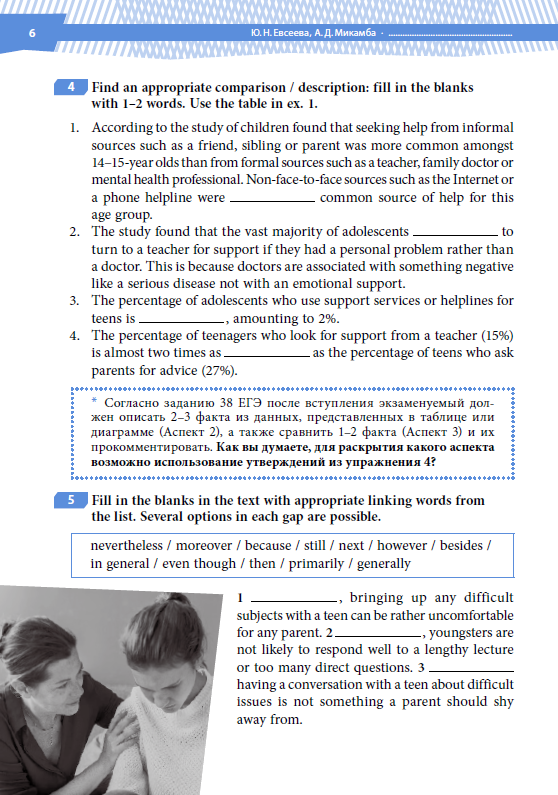 6
Ю. Н. Евсеева, А. Д. Микамба · ........................................................
4 Find an appropriate comparison / description: fill in the blanks
with 1–2 words. Use the table in ex. 1.
1. According to the study of children found that seeking help from informal
sources such as a friend, sibling or parent was more common amongst
14–15-year olds than from formal sources such as a teacher, family doctor or
mental health professional. Non-face-to-face sources such as the Internet or
a phone helpline were ____________ common source of help for this
age group.
2. The study found that the vast majority of adolescents ____________ to
turn to a teacher for support if they had a personal problem rather than
a doctor. This is because doctors are associated with something negative
like a serious disease not with an emotional support.
3. The percentage of adolescents who use support services or helplines for
teens is ____________ , amounting to 2%.
4. The percentage of teenagers who look for support from a teacher (15%)
is almost two times as ____________ as the percentage of teens who ask
parents for advice (27%).
* Согласно заданию 38 ЕГЭ после вступления экзаменуемый дол-
жен описать 2–3 факта из данных, представленных в таблице или
диаграмме (Аспект 2), а также сравнить 1–2 факта (Аспект 3) и их
прокомментировать. Как вы думаете, для раскрытия какого аспекта
возможно использование утверждений из упражнения 4?
5 Fill in the blanks in the text with appropriate linking words from
the list. Several options in each gap are possible.
nevertheless / moreover / because / still / next / however / besides /
in general / even though / then / primarily / generally
1 ____________ , bringing up any difficult
subjects with a teen can be rather uncomfortable
for any parent. 2 ____________ , youngsters are
not likely to respond well to a lengthy lecture
or too many direct questions. 3 ____________
having a conversation with a teen about difficult
issues is not something a parent should shy
away from.